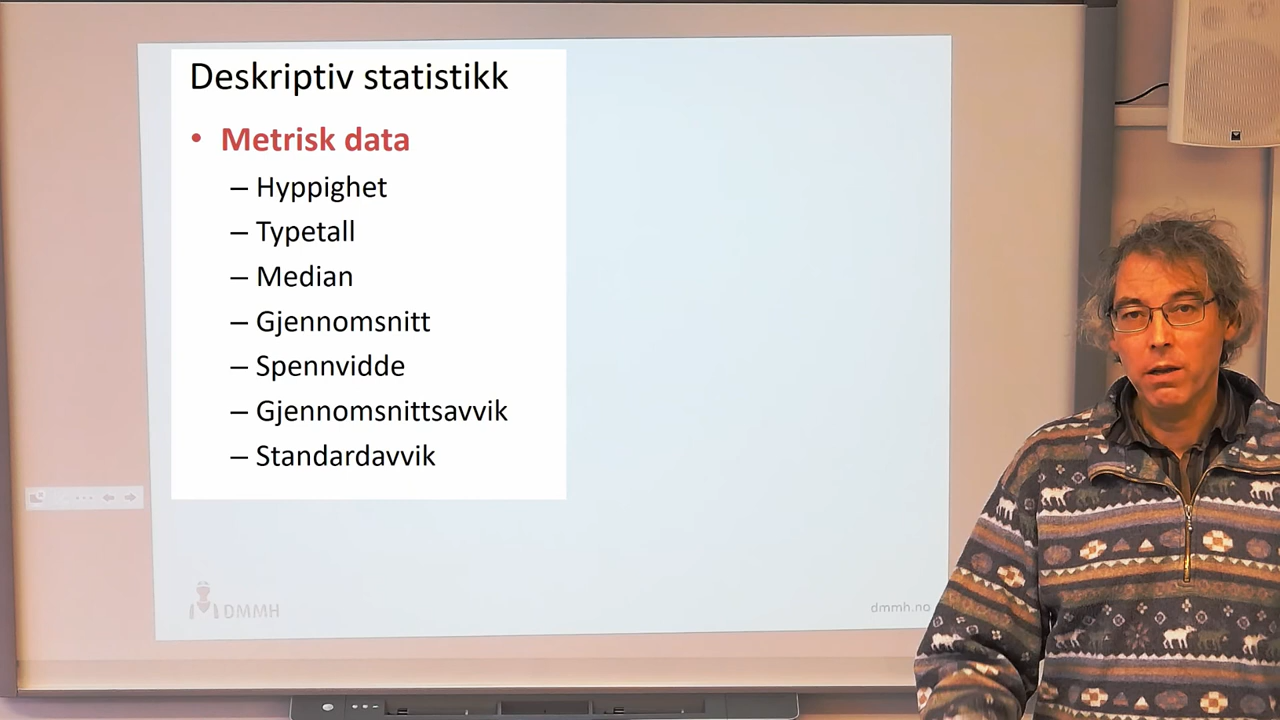 Deskriptiv statistikk
• Metrisk data
– Hyppighet
– Typetall
– Median
– Gjennomsnitt
– Spennvidde
– Gjennomsnittsavvik
– Standardavvik
DMMH
dmmh.no